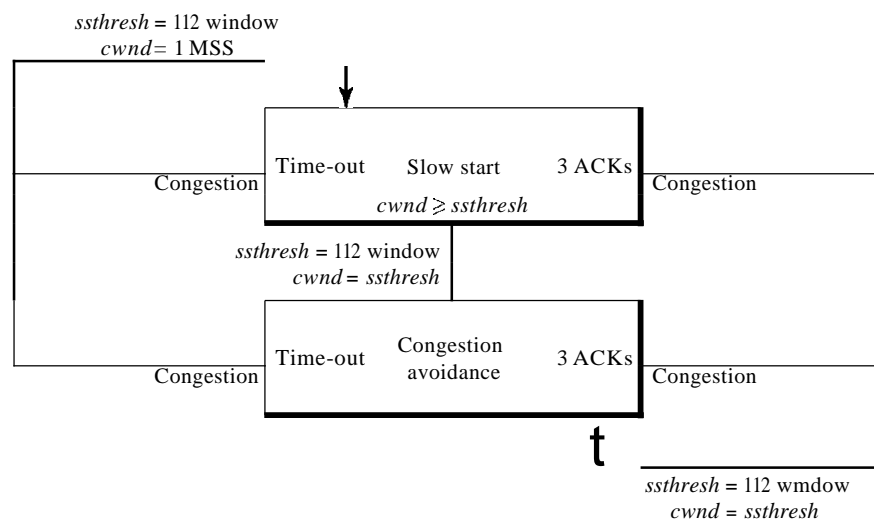 ssthresh = 112 window
cwnd = 1 MSS
Time-out
Slow start
3 ACKs
Congestion
Congestion
cwnd ⩾ ssthresh
ssthresh = 112 window
cwnd = ssthresh
Time-out
Congestion
avoidance
3 ACKs
Congestion
Congestion
t
ssthresh = 112 wmdow
cwnd = ssthresh